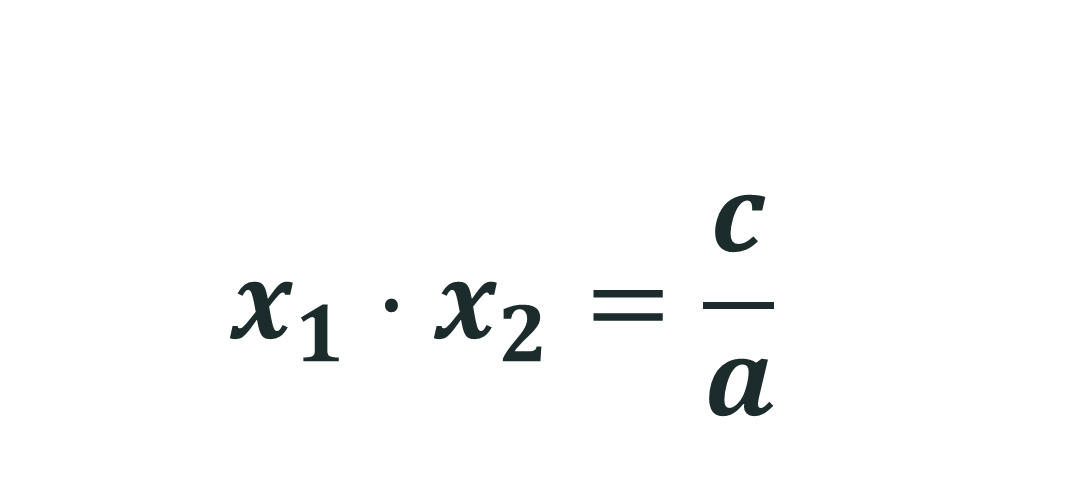 x₁ · x₂ = c/a